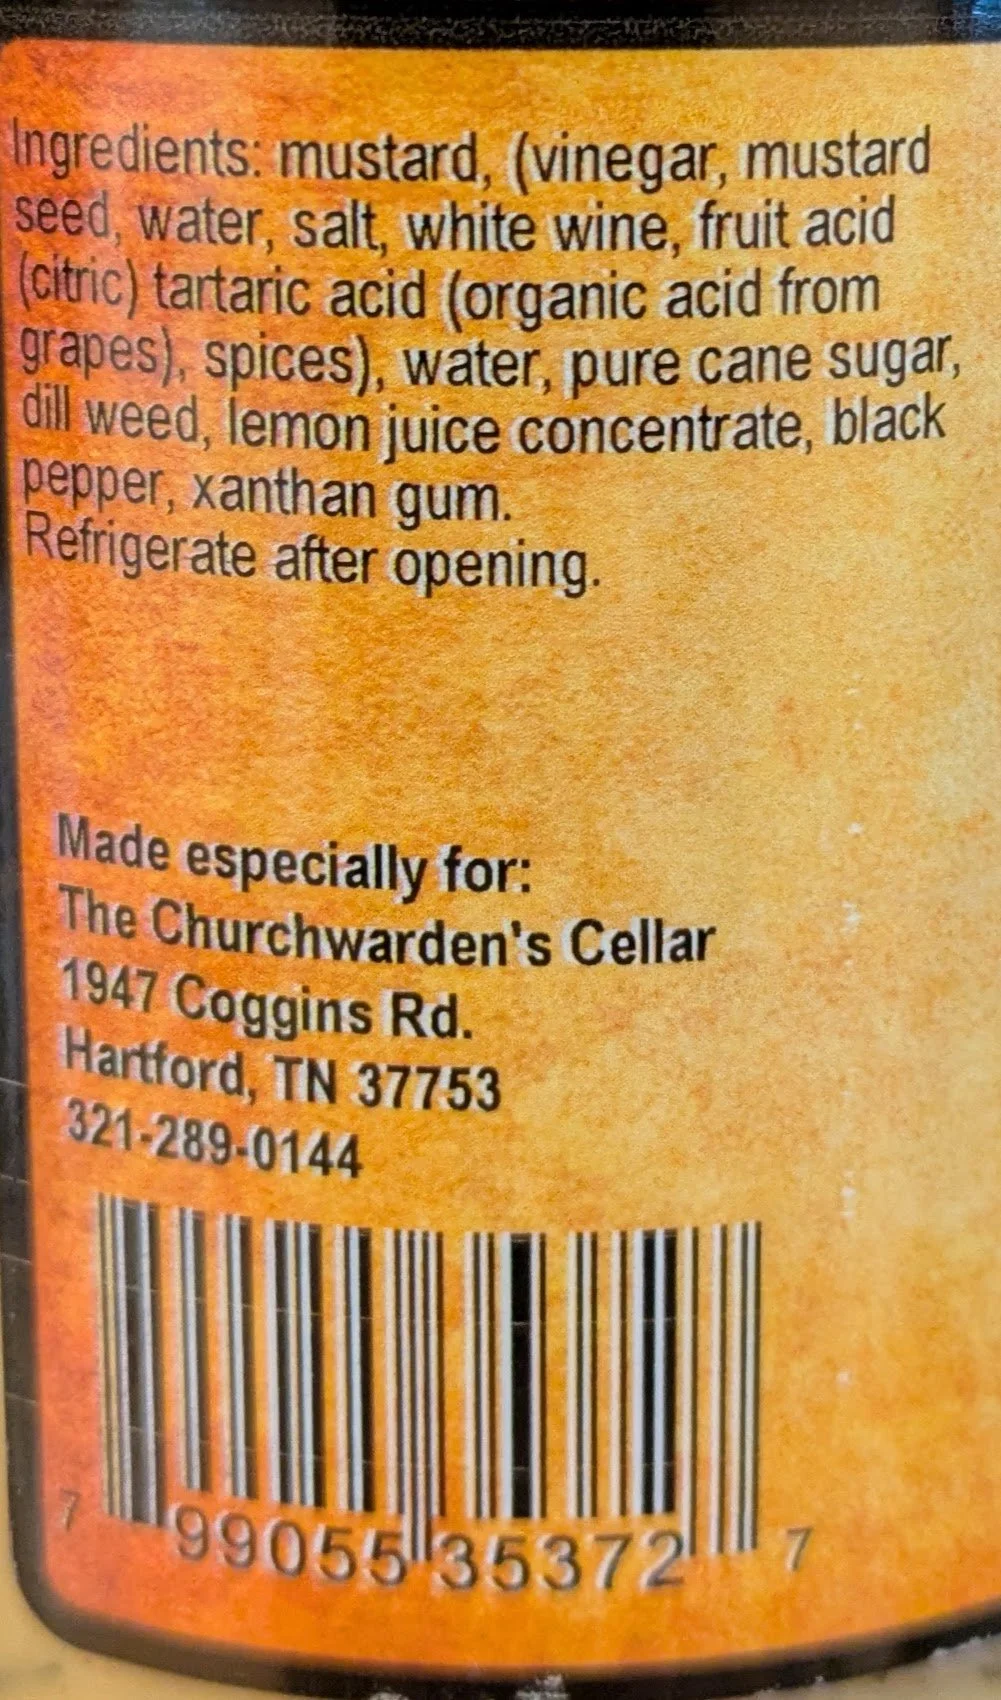 Ingredients: mustard, (vinegar, mustard
seed, water, salt, white wine, fruit acid
(citric) tartaric acid (organic acid from
grapes), spices), water, pure cane sugar,
dill weed, lemon juice concentrate, black
pepper, xanthan gum.
Refrigerate after opening.
Made especially for:
The Churchwarden's Cellar
1947 Coggins Rd.
Hartford, TN 37753
321-289-0144
7 99055 35372 7